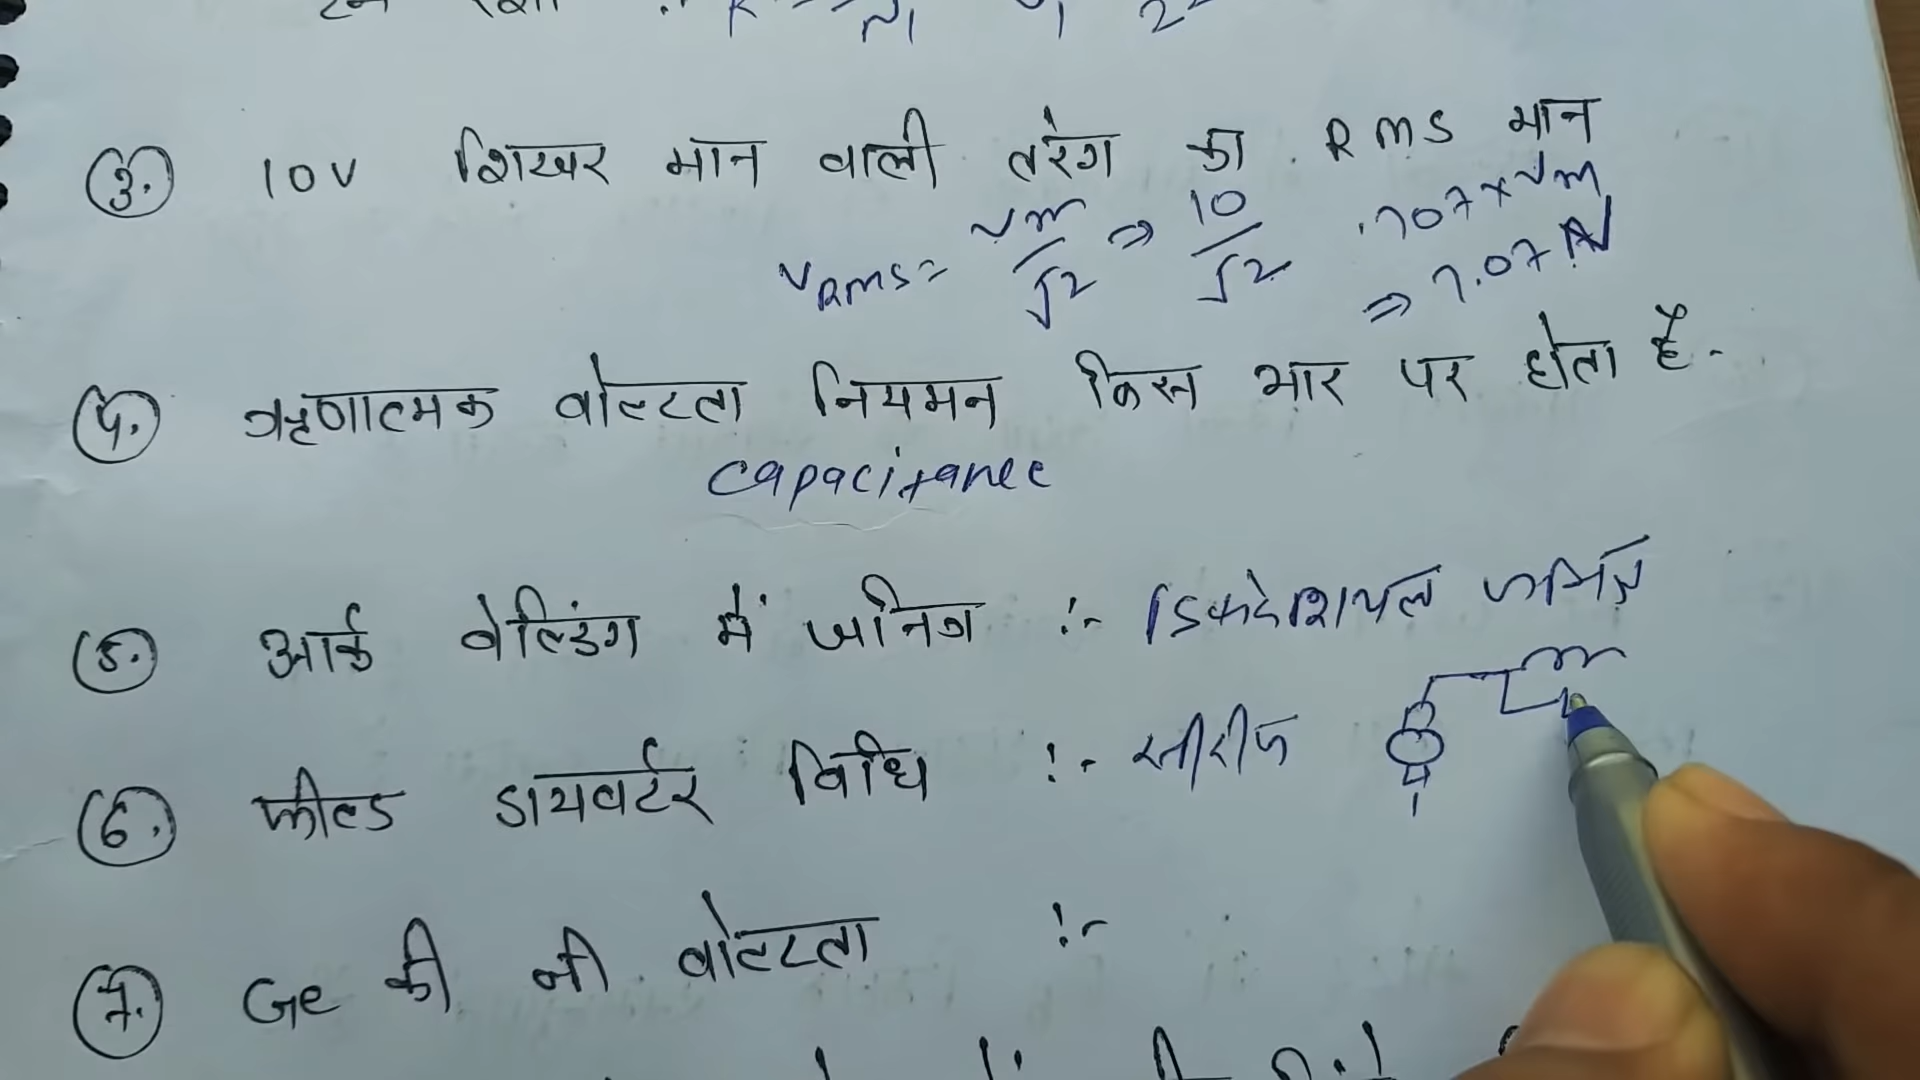 ③. 10V शिखर मान वाली तरंग का RMS मान
VRMS = Vm/√2 ⇒ 10/√2 .707×Vm
⇒ 7.07
④. ऋणात्मक वोल्टता नियमन किस भार पर होता है.
capacitance
⑤. आर्क वेल्डिंग में जनित्र :-
⑥. फील्ड डायवर्टर विधि :- सीरीज
⑦. Ge की नी वोल्टता :-